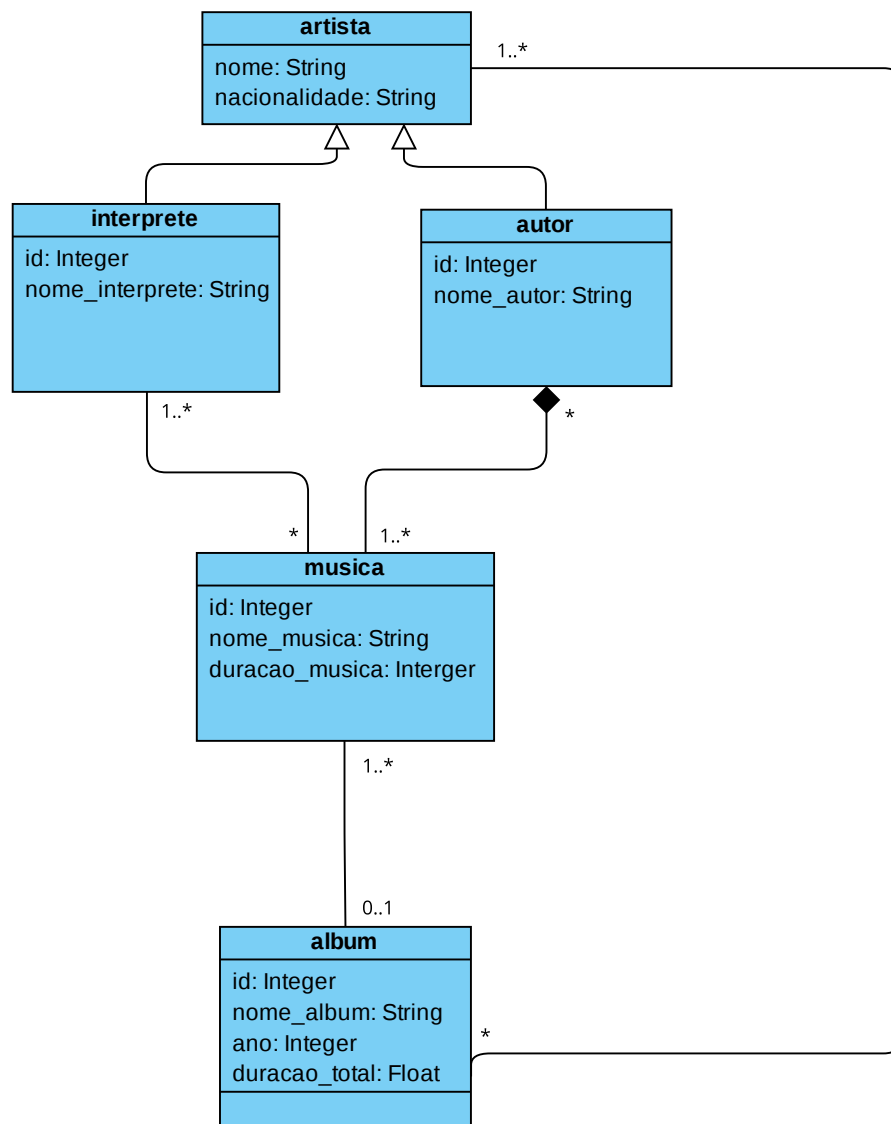 artista
nome: String
nacionalidade: String
1..*
interprete
id: Integer
nome_interprete: String
autor
id: Integer
nome_autor: String
1..*
*
*
1..*
musica
id: Integer
nome_musica: String
duracao_musica: Interger
1..*
0..1
album
id: Integer
nome_album: String
ano: Integer
duracao_total: Float
*